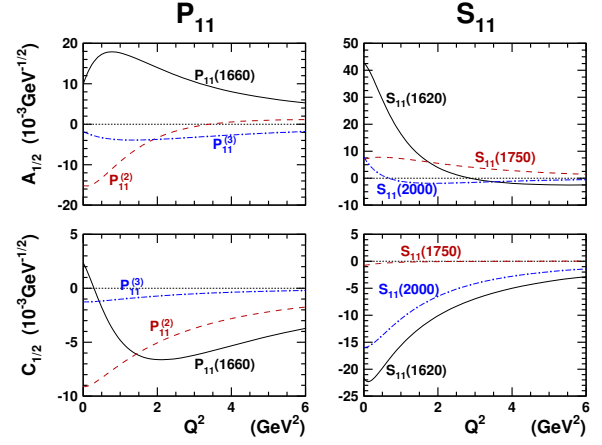 P11 S11
A1/2 (10-3GeV-1/2)
20
10
0
-10
-20
P11(1660)
P11(3)
P11(2)
50
40
30
20
10
0
-10
S11(1620)
S11(1750)
S11(2000)
C1/2 (10-3GeV-1/2)
5
0
-5
-10
P11(3)
P11(2)
P11(1660)
0 2 4 6
Q2 (GeV2)
5
0
-5
-10
-15
-20
-25
S11(1750)
S11(2000)
S11(1620)
0 2 4 6
Q2 (GeV2)